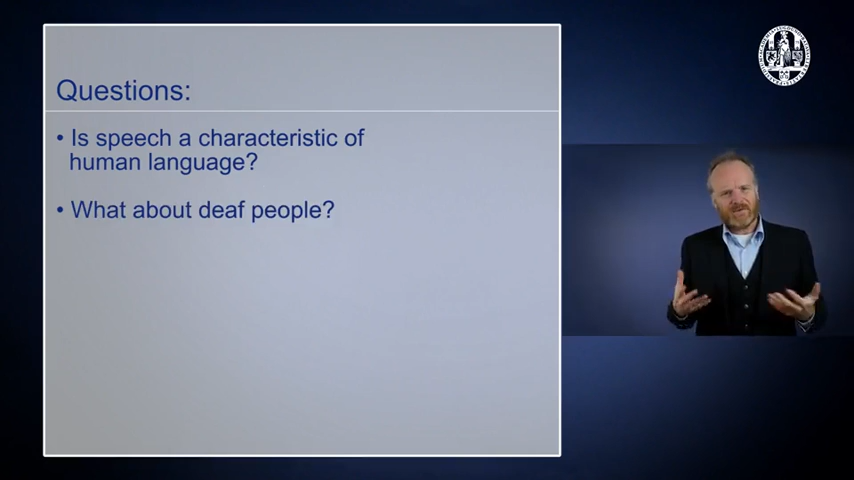 Questions:
• Is speech a characteristic of
human language?
• What about deaf people?